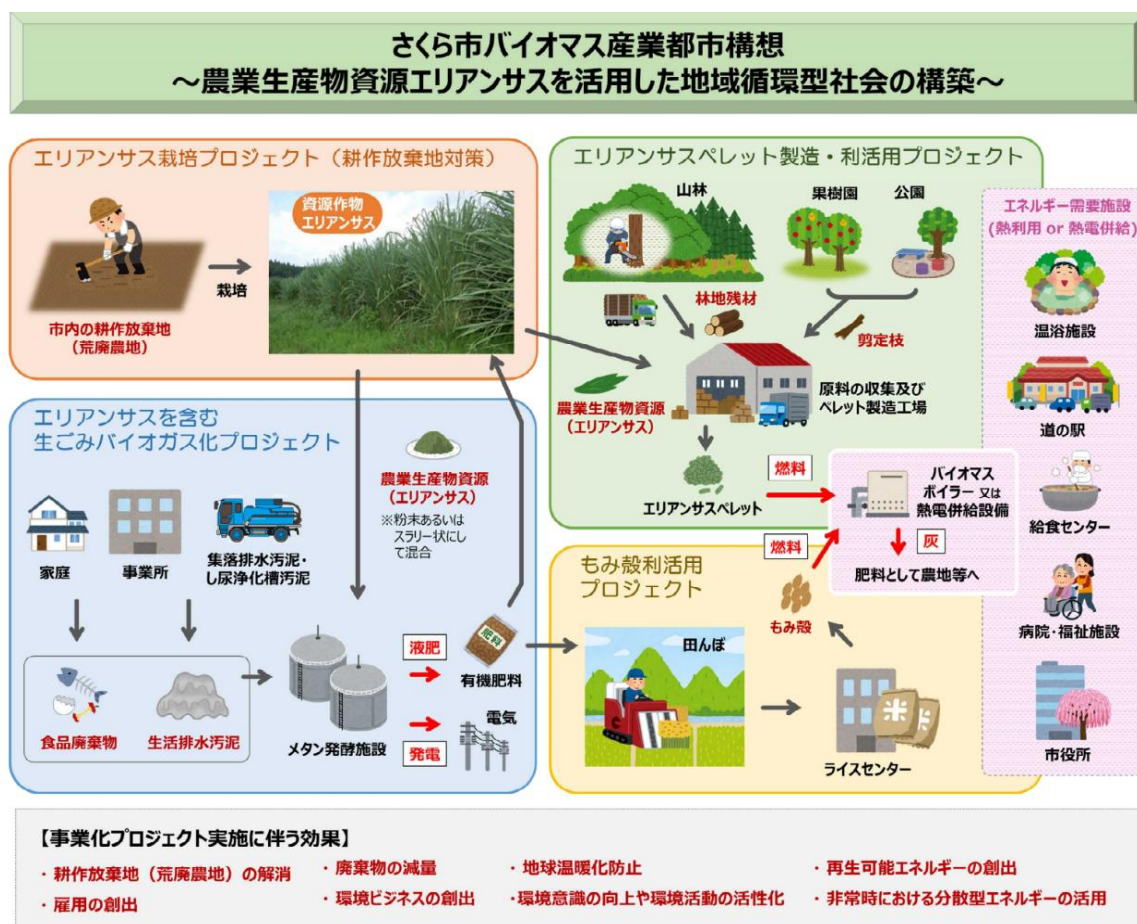 さくら市バイオマス産業都市構想
～農業生産物資源エリアンサスを活用した地域循環型社会の構築～
エリアンサス栽培プロジェクト（耕作放棄地対策）
資源作物
エリアンサス
栽培
市内の耕作放棄地
（荒廃農地）
エリアンサスペレット製造・利活用プロジェクト
山林
果樹園
公園
林地残材
剪定枝
農業生産物資源
（エリアンサス）
原料の収集及び
ペレット製造工場
エリアンサスペレット
燃料
バイオマス
ボイラー 又は
熱電併給設備
灰
肥料として農地等へ
エネルギー需要施設
(熱利用 or 熱電併給)
温浴施設
道の駅
給食センター
病院・福祉施設
市役所
エリアンサスを含む
生ごみバイオガス化プロジェクト
農業生産物資源
（エリアンサス）
※粉末あるいは
スラリー状にし
て混合
家庭
事業所
集落排水汚泥・
し尿浄化槽汚泥
食品廃棄物
生活排水汚泥
メタン発酵施設
液肥
肥料
有機肥料
発電
電気
もみ殻利活用
プロジェクト
燃料
もみ殻
田んぼ
米
ライスセンター
【事業化プロジェクト実施に伴う効果】
・耕作放棄地（荒廃農地）の解消
・廃棄物の減量
・地球温暖化防止
・再生可能エネルギーの創出
・雇用の創出
・環境ビジネスの創出
・環境意識の向上や環境活動の活性化
・非常時における分散型エネルギーの活用